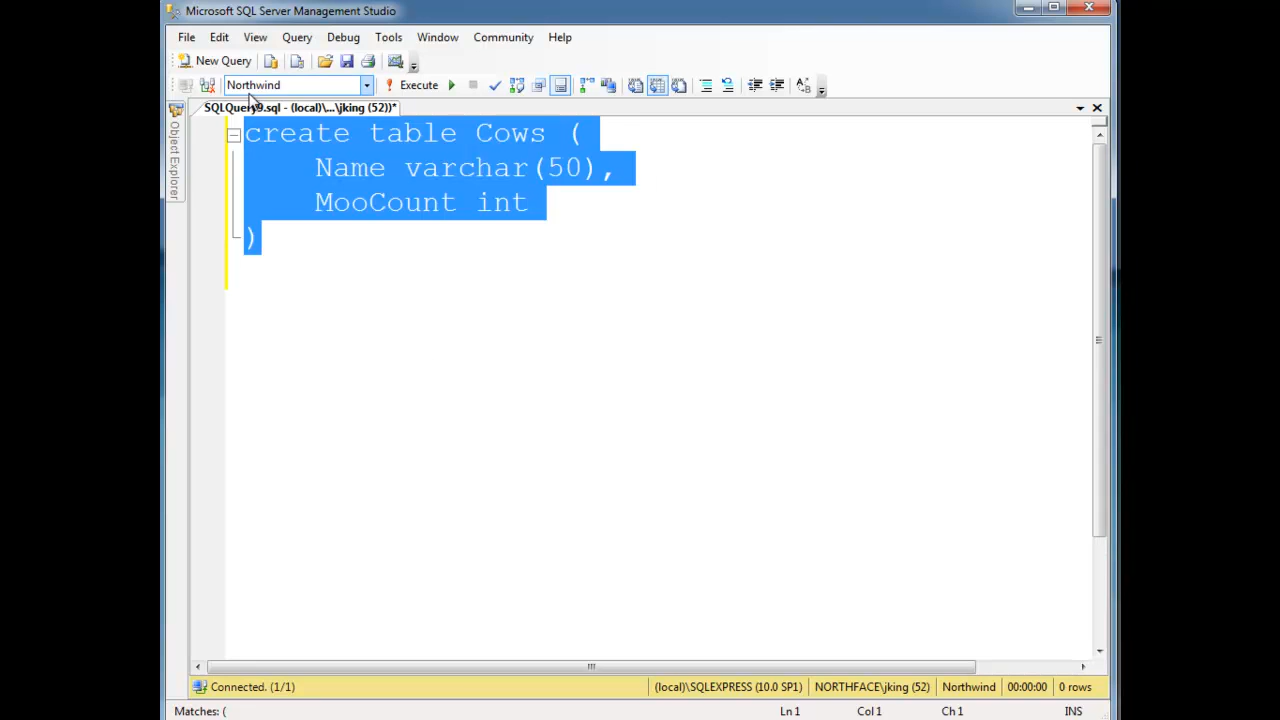 Microsoft SQL Server Management Studio
File Edit View Query Debug Tools Window Community Help
New Query
Northwind Execute
SQLQuery9.sql - (local)\...\jking (52))*
Object Explorer
create table Cows (
Name varchar(50),
MooCount int
)
Connected. (1/1) (local)\SQLEXPRESS (10.0 SP1) NORTHFACE\jking (52) Northwind 00:00:00 0 rows
Matches: ( Ln 1 Col 1 Ch 1 INS